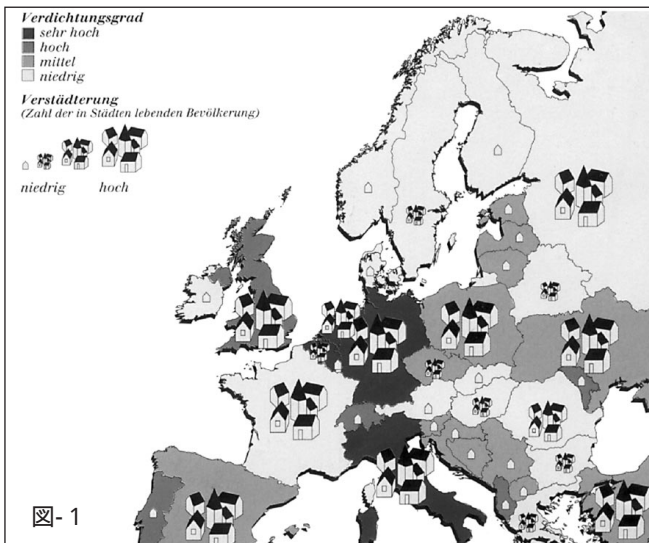 Verdichtungsgrad
sehr hoch
hoch
mittel
niedrig
Verstädterung
(Zahl der in Städten lebenden Bevölkerung)
niedrig hoch
図-1